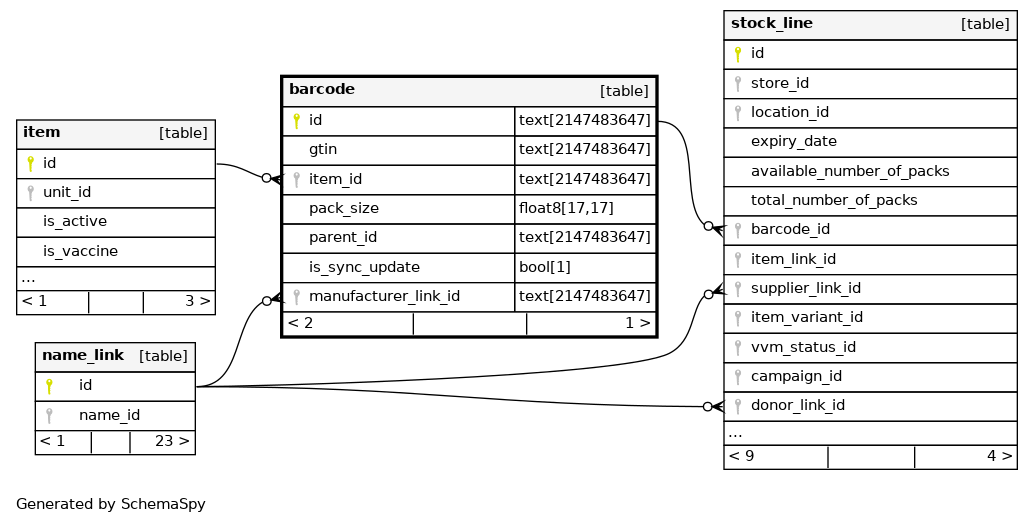 item [table]
id
unit_id
is_active
is_vaccine
...
< 1 3 >
name_link [table]
id
name_id
< 1 23 >
barcode [table]
id text[2147483647]
gtin text[2147483647]
item_id text[2147483647]
pack_size float8[17,17]
parent_id text[2147483647]
is_sync_update bool[1]
manufacturer_link_id text[2147483647]
< 2 1 >
stock_line [table]
id
store_id
location_id
expiry_date
available_number_of_packs
total_number_of_packs
barcode_id
item_link_id
supplier_link_id
item_variant_id
vvm_status_id
campaign_id
donor_link_id
...
< 9 4 >
Generated by SchemaSpy